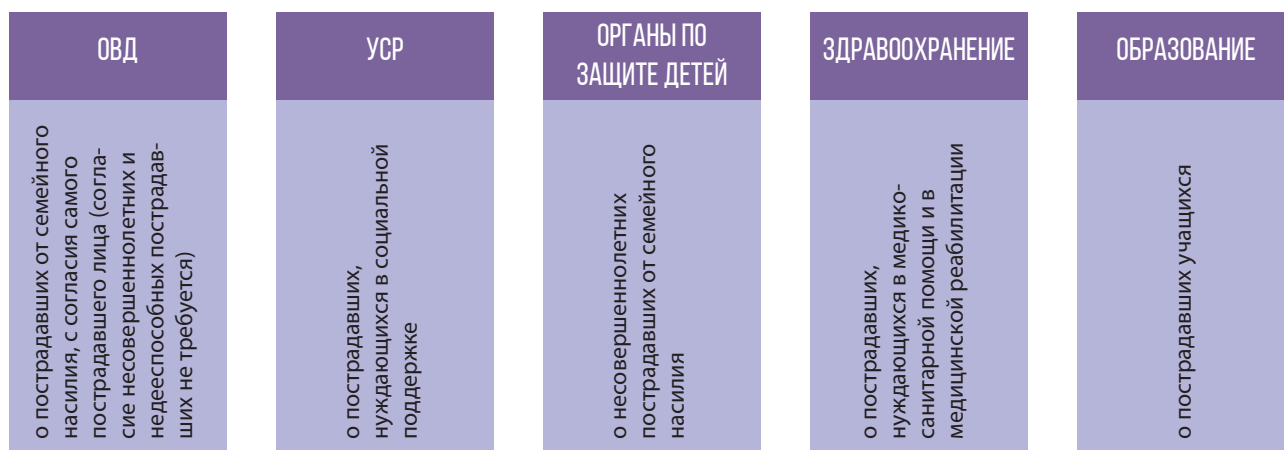 ОВД
о пострадавших от семейного
насилия, с согласия самого
пострадавшего лица (согла-
сие несовершеннолетних и
недееспособных пострадав-
ших не требуется)
УСР
о пострадавших,
нуждающихся в социальной
поддержке
ОРГАНЫ ПО
ЗАЩИТЕ ДЕТЕЙ
о несовершеннолетних
пострадавших от семейного
насилия
ЗДРАВООХРАНЕНИЕ
о пострадавших,
нуждающихся в медико-
санитарной помощи и в
медицинской реабилитации
ОБРАЗОВАНИЕ
о пострадавших учащихся